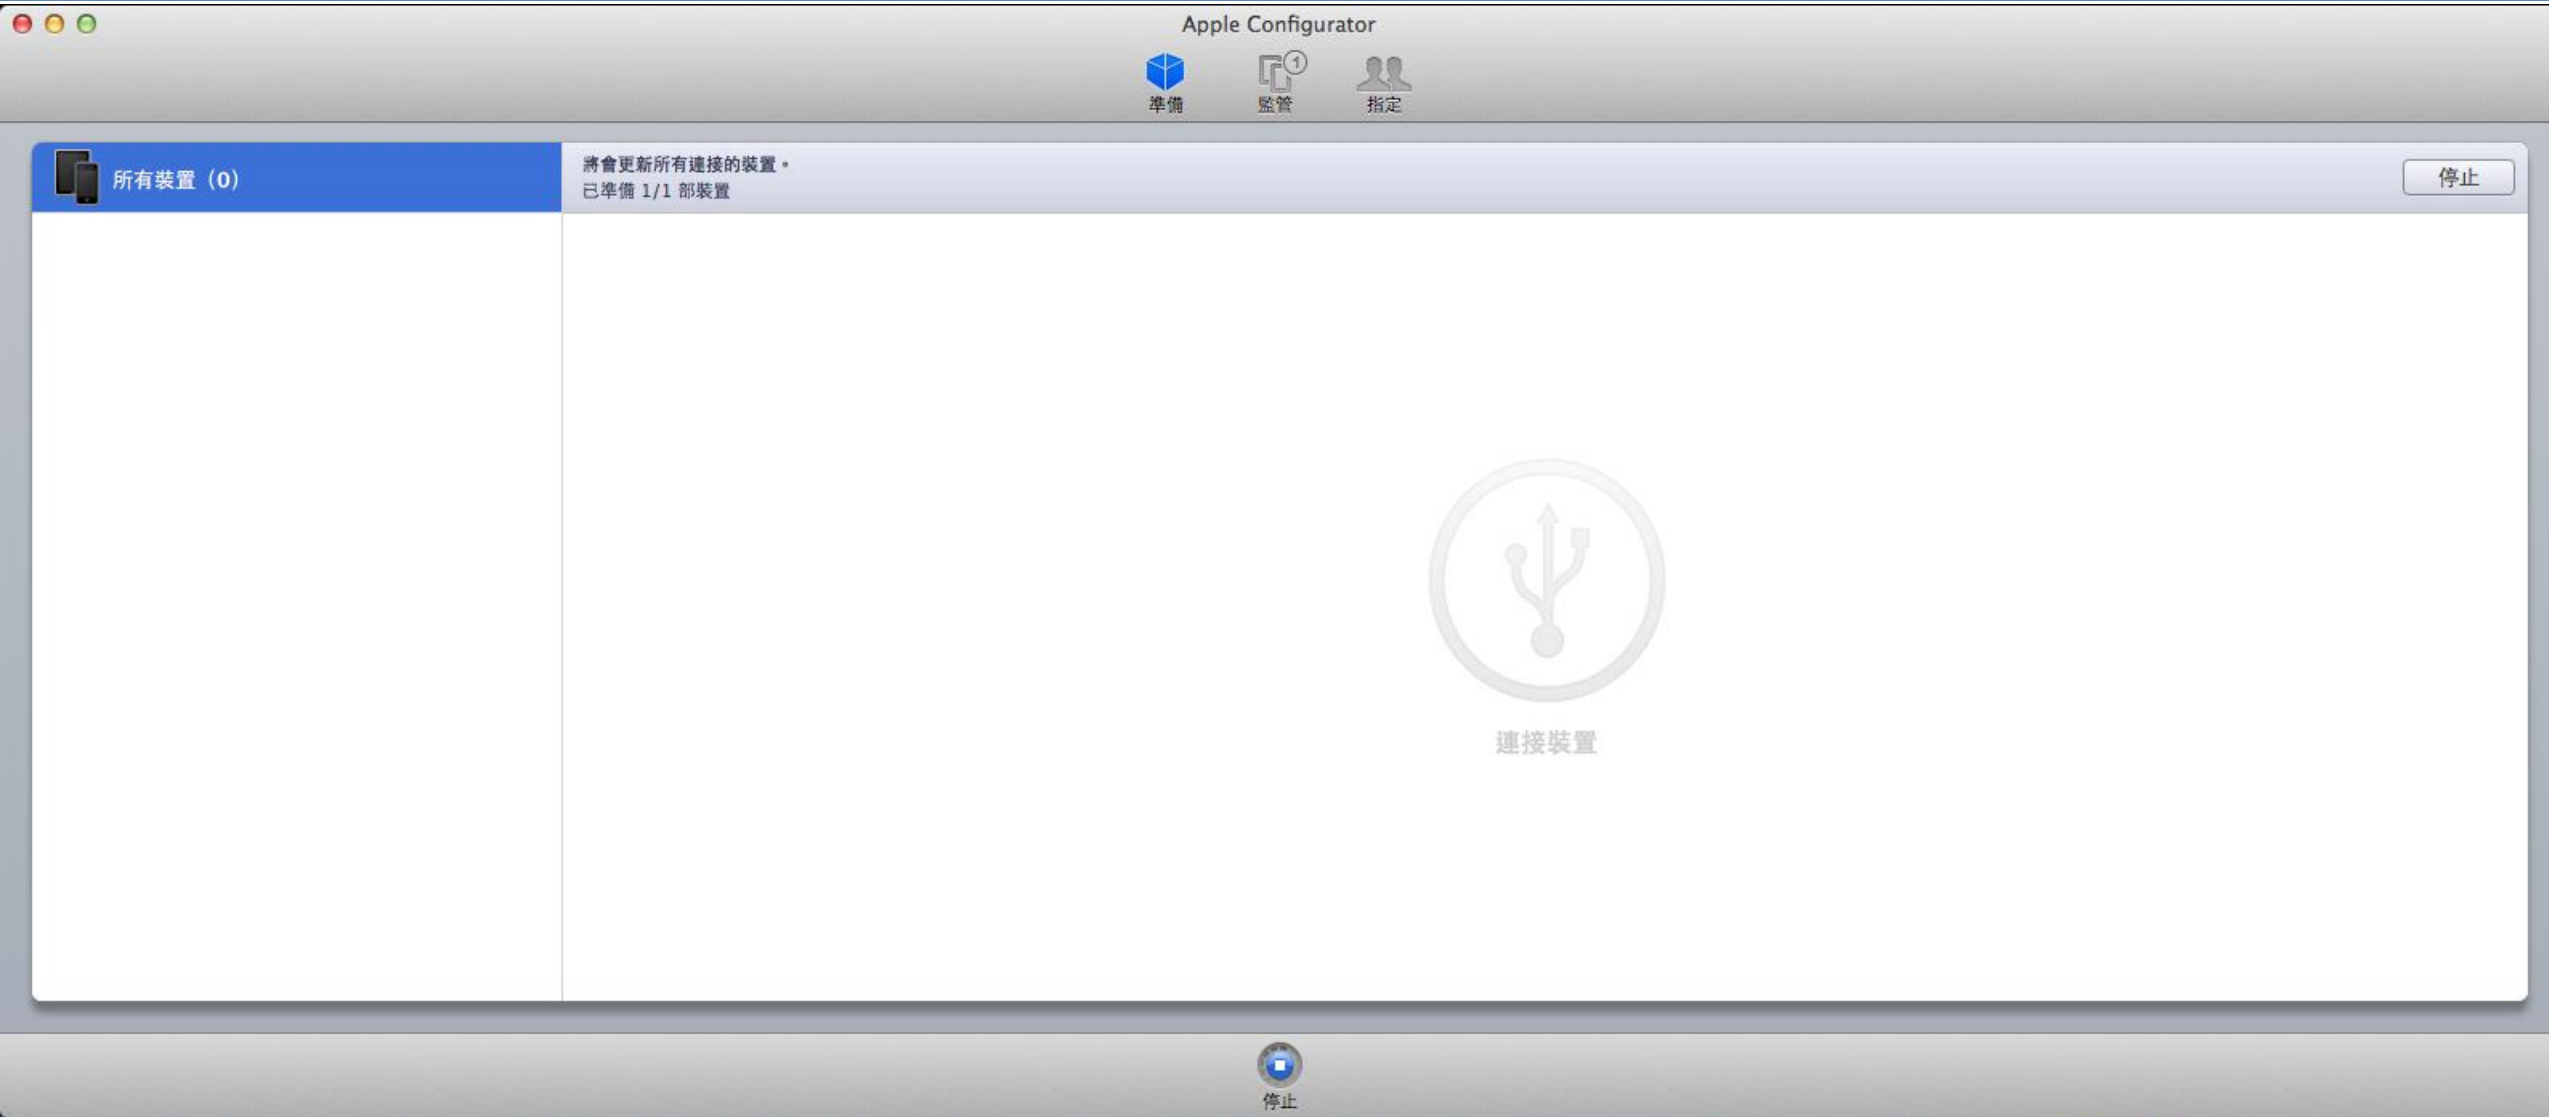 Apple Configurator
準備
監管
1
指定
所有裝置（0）
將會更新所有連接的裝置。
已準備 1/1 部裝置
停止
連接裝置
停止